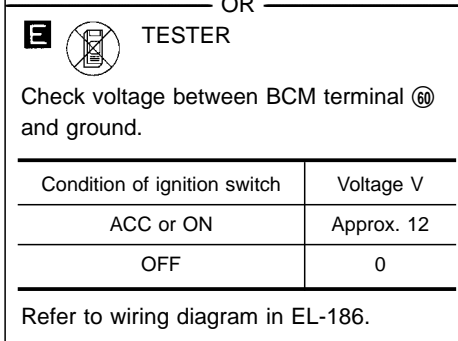 OR
E TESTER
Check voltage between BCM terminal ㊿
and ground.
Condition of ignition switch Voltage V
ACC or ON Approx. 12
OFF 0
Refer to wiring diagram in EL-186.